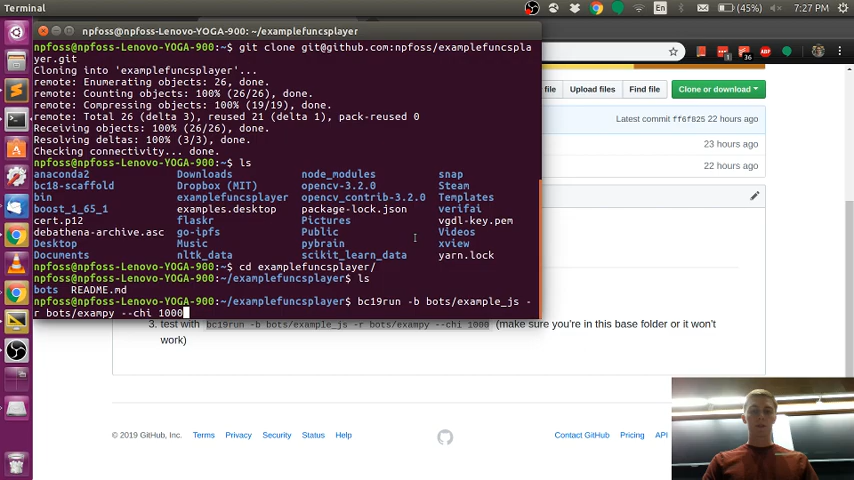 Terminal
En
(45%)
7:27 PM
npfoss@npfoss-Lenovo-YOGA-900: ~/examplefuncsplayer
npfoss@npfoss-Lenovo-YOGA-900:~$ git clone git@github.com:npfoss/examplefuncspla
yer.git
Cloning into 'examplefuncsplayer'...
remote: Enumerating objects: 26, done.
remote: Counting objects: 100% (26/26), done.
remote: Compressing objects: 100% (19/19), done.
remote: Total 26 (delta 3), reused 21 (delta 1), pack-reused 0
Receiving objects: 100% (26/26), done.
Resolving deltas: 100% (3/3), done.
Checking connectivity... done.
npfoss@npfoss-Lenovo-YOGA-900:~$ ls
anaconda2 Downloads node_modules snap
bc18-scaffold Dropbox (MIT) opencv-3.2.0 Steam
bin examplefuncsplayer opencv_contrib-3.2.0 Templates
boost_1_65_1 examples.desktop package-lock.json verifai
cert.p12 flaskr Pictures vgdl-key.pem
debathena-archive.asc go-ipfs Public Videos
Desktop Music pybrain xview
Documents nltk_data scikit_learn_data yarn.lock
npfoss@npfoss-Lenovo-YOGA-900:~$ cd examplefuncsplayer/
npfoss@npfoss-Lenovo-YOGA-900:~/examplefuncsplayer$ ls
bots README.md
npfoss@npfoss-Lenovo-YOGA-900:~/examplefuncsplayer$ bc19run -b bots/example_js -
r bots/exampy --chi 1000
file Upload files Find file Clone or download
Latest commit ff6f825 22 hours ago
23 hours ago
22 hours ago
3. test with bc19run -b bots/example_js -r bots/exampy --chi 1000 (make sure you're in this base folder or it won't
work)
© 2019 GitHub, Inc. Terms Privacy Security Status Help Contact GitHub Pricing API